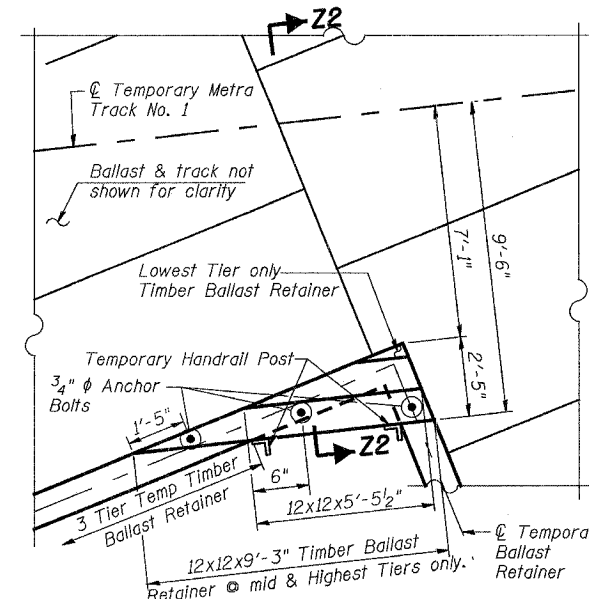 Z2
℄ Temporary Metra
Track No. 1
Ballast & track not
shown for clarity
7'-1"
9'-6"
Lowest Tier only
Timber Ballast Retainer
2'-5"
Temporary Handrail Post
3/4" ϕ Anchor
Bolts
1'-5"
Z2
6"
3 Tier Temp Timber
Ballast Retainer
12x12x5'-5 1/2"
℄ Tempora
Ballast
Retainer
12x12x9'-3" Timber Ballast
Retainer @ mid & Highest Tiers only.